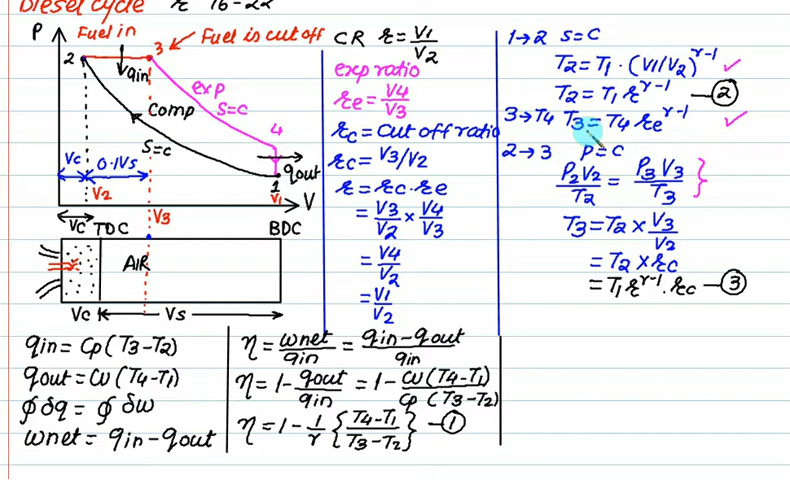 Diesel cycle r 16-22
P Fuel in
3 Fuel is cut off
2
qin
exp
S=C
comp
S=C
4
qout
1
Vc 0.1Vs
V2
V3
V1
V
Vc TDC
BDC
AIR
Vc Vs
CR r = V1/V2
exp ratio
re = V4/V3
rc = Cut off ratio
rc = V3/V2
r = rc . re
= V3/V2 × V4/V3
= V4/V2
= V1/V2
1→2 S=C
T2 = T1 · (V1/V2)^γ-1 ✓
T2 = T1 r^γ-1 — ②
3→T4 T3 = T4 re^γ-1 ✓
2→3 P=C
P2V2/T2 = P3V3/T3 }
T3 = T2 × V3/V2
= T2 × rc
= T1 r^γ-1 . rc — ③
qin = Cp (T3-T2)
qout = Cv (T4-T1)
∮ δq = ∮ δw
wnet = qin - qout
η = wnet/qin = qin-qout/qin
η = 1 - qout/qin = 1 - Cv (T4-T1)/Cp (T3-T2)
η = 1 - 1/γ {T4-T1/T3-T2} — ①